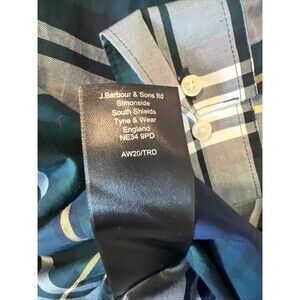 J.Barbour & Sons ltd
Simonside
South Shields
Tyne & Wear
England
NE34 9PD
AW20/TRD